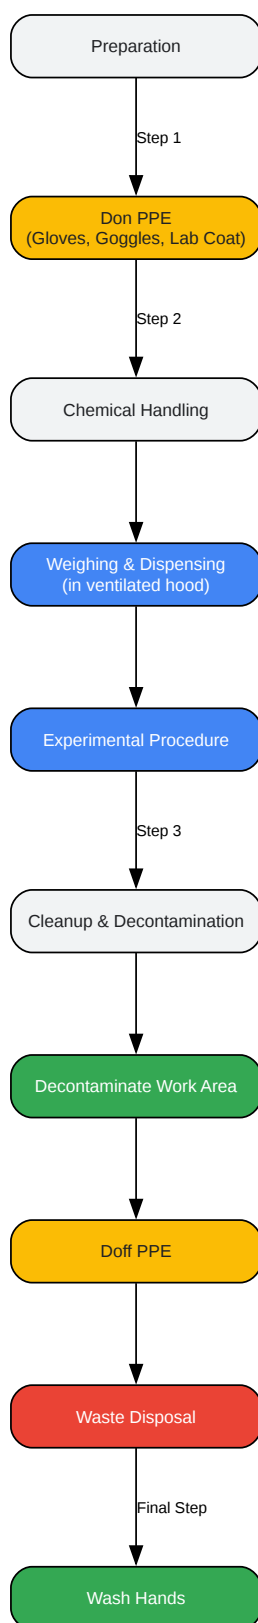 Preparation
Step 1
Don PPE
(Gloves, Goggles, Lab Coat)
Step 2
Chemical Handling
Weighing & Dispensing
(in ventilated hood)
Experimental Procedure
Step 3
Cleanup & Decontamination
Decontaminate Work Area
Doff PPE
Waste Disposal
Final Step
Wash Hands